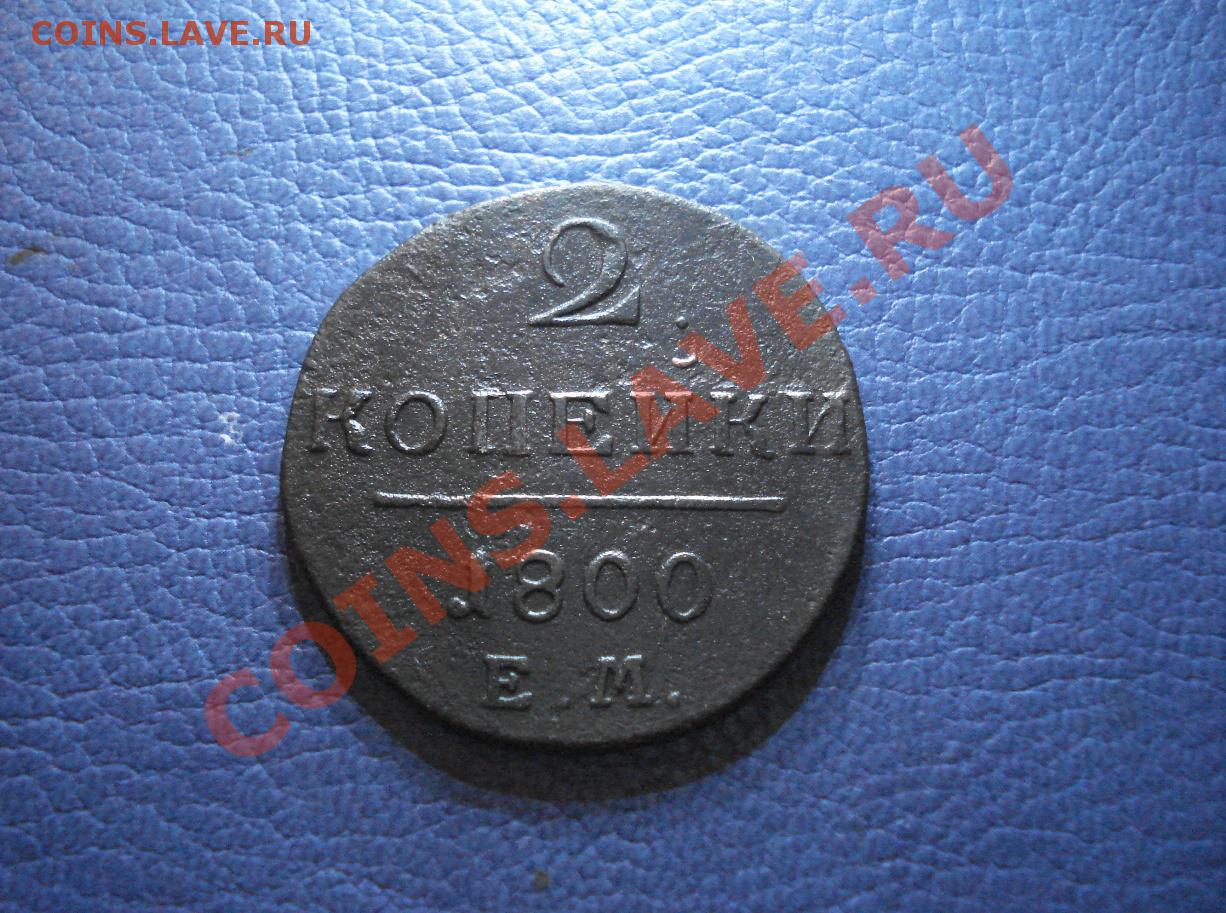 COINS.LAVE.RU
2
КОПЕЙКИ
1800
Е.М.
COINS.LAVE.RU